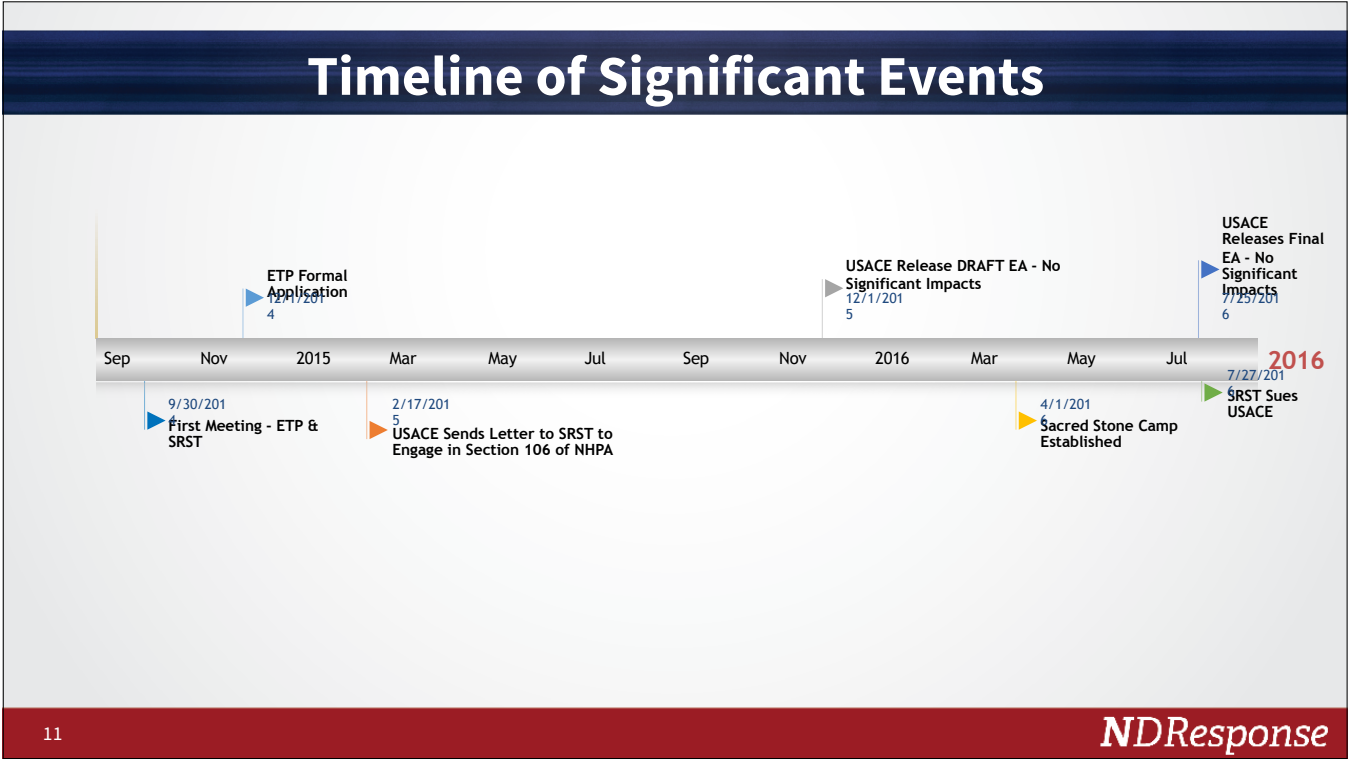 Timeline of Significant Events
ETP Formal
Application
12/1/201
4
USACE Release DRAFT EA - No
Significant Impacts
12/1/201
5
USACE
Releases Final
EA - No
Significant
Impacts
7/25/201
6
Sep Nov 2015 Mar May Jul Sep Nov 2016 Mar May Jul
2016
9/30/201
4
First Meeting - ETP &
SRST
2/17/201
5
USACE Sends Letter to SRST to
Engage in Section 106 of NHPA
4/1/201
6
Sacred Stone Camp
Established
7/27/201
6
SRST Sues
USACE
11
NDResponse